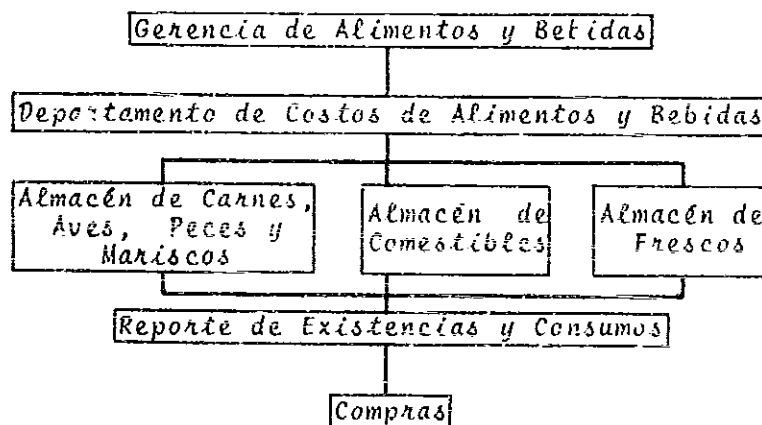 Gerencia de Alimentos y Bebidas
Departamento de Costos de Alimentos y Bebidas
Almacén de Carnes,
Aves, Peces y
Mariscos
Almacén de
Comestibles
Almacén de
Frescos
Reporte de Existencias y Consumos
Compras